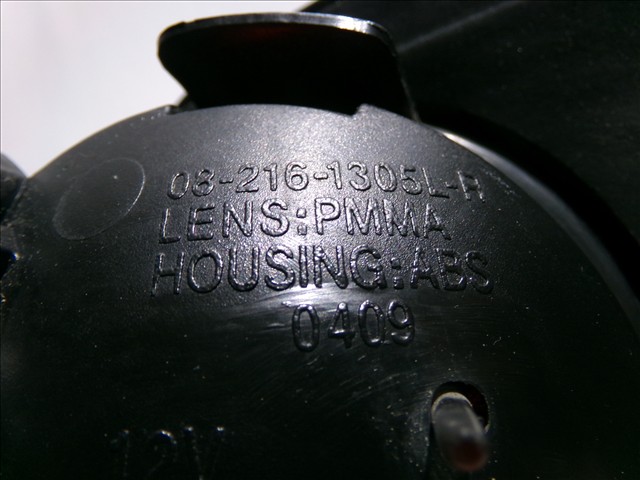 08-216-1305L-R
LENS:PMMA
HOUSING:ABS
0409
12V